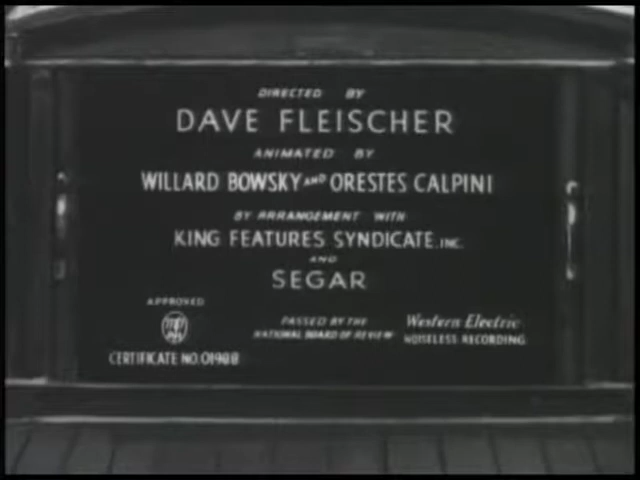 DIRECTED BY
DAVE FLEISCHER
ANIMATED BY
WILLARD BOWSKY AND ORESTES CALPINI
BY ARRANGEMENT WITH
KING FEATURES SYNDICATE, INC.
AND
SEGAR
APPROVED
CERTIFICATE NO. 01988
PASSED BY THE
NATIONAL BOARD OF REVIEW
Western Electric
NOISELESS RECORDING